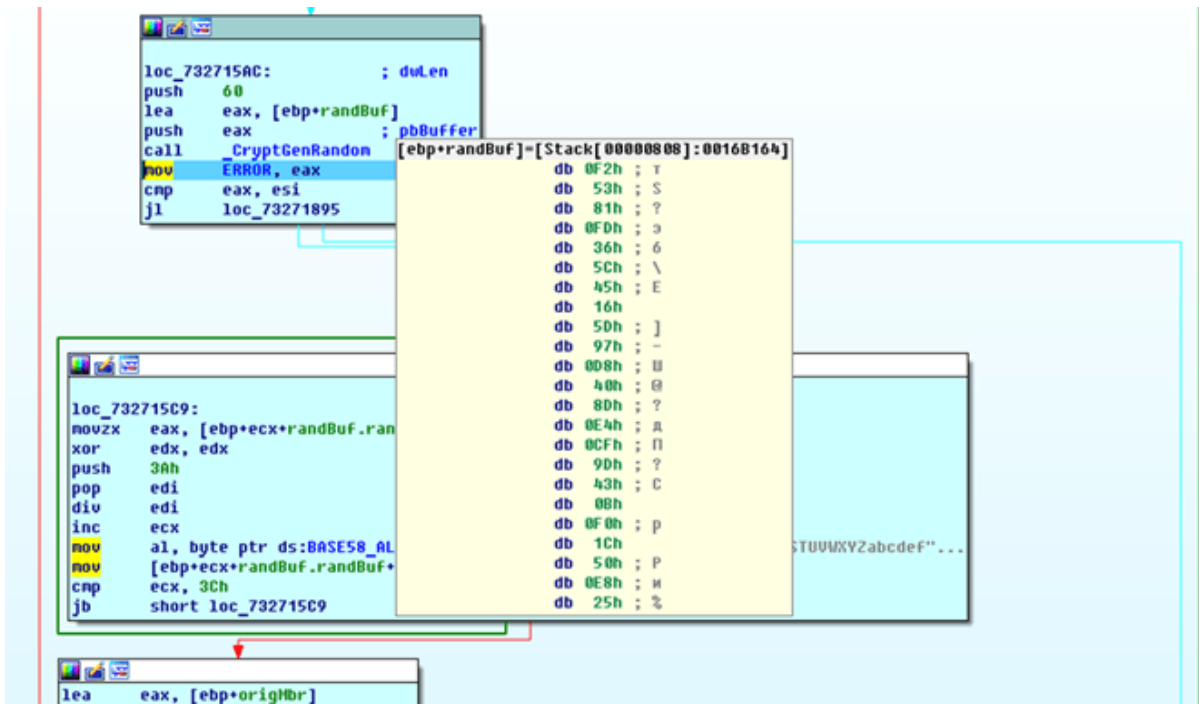 loc_732715AC: ; dwLen
push 60
lea eax, [ebp+randBuf]
push eax ; pbBuffer
call _CryptGenRandom
mov ERROR, eax
cmp eax, esi
jl loc_73271895
[ebp+randBuf]=[Stack[00000808]:0016B164]
db 0F2h ; т
db 53h ; S
db 81h ; ?
db 0FDh ; э
db 36h ; 6
db 5Ch ; \
db 45h ; E
db 16h
db 5Dh ; ]
db 97h ; -
db 0D8h ; Ш
db 40h ; @
db 8Dh ; ?
db 0E4h ; д
db 0CFh ; П
db 9Dh ; ?
db 43h ; C
db 0Bh
db 0F0h ; р
db 1Ch
db 50h ; P
db 0E8h ; и
db 25h ; %
loc_732715C9:
movzx eax, [ebp+ecx+randBuf.ran
xor edx, edx
push 3Ah
pop edi
div edi
inc ecx
mov al, byte ptr ds:BASE58_AL
STUVWXYZabcdef"...
mov [ebp+ecx+randBuf.randBuf+
cmp ecx, 3Ch
jb short loc_732715C9
lea eax, [ebp+origMbr]